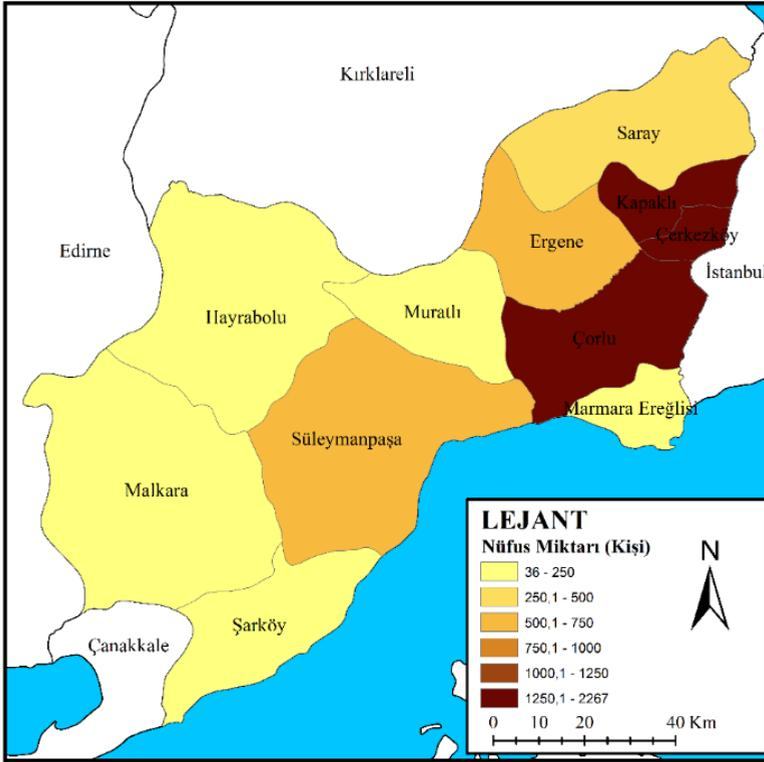 Kırklareli
Saray
Kapaklı
Çerkezköy
Ergene
Edirne
İstanbul
Hayrabolu
Muratlı
Çorlu
Marmara Ereğlisi
Süleymanpaşa
Malkara
Şarköy
Çanakkale
LEJANT
Nüfus Miktarı (Kişi)
36 - 250
250,1 - 500
500,1 - 750
750,1 - 1000
1000,1 - 1250
1250,1 - 2267
N
0 10 20 40 Km